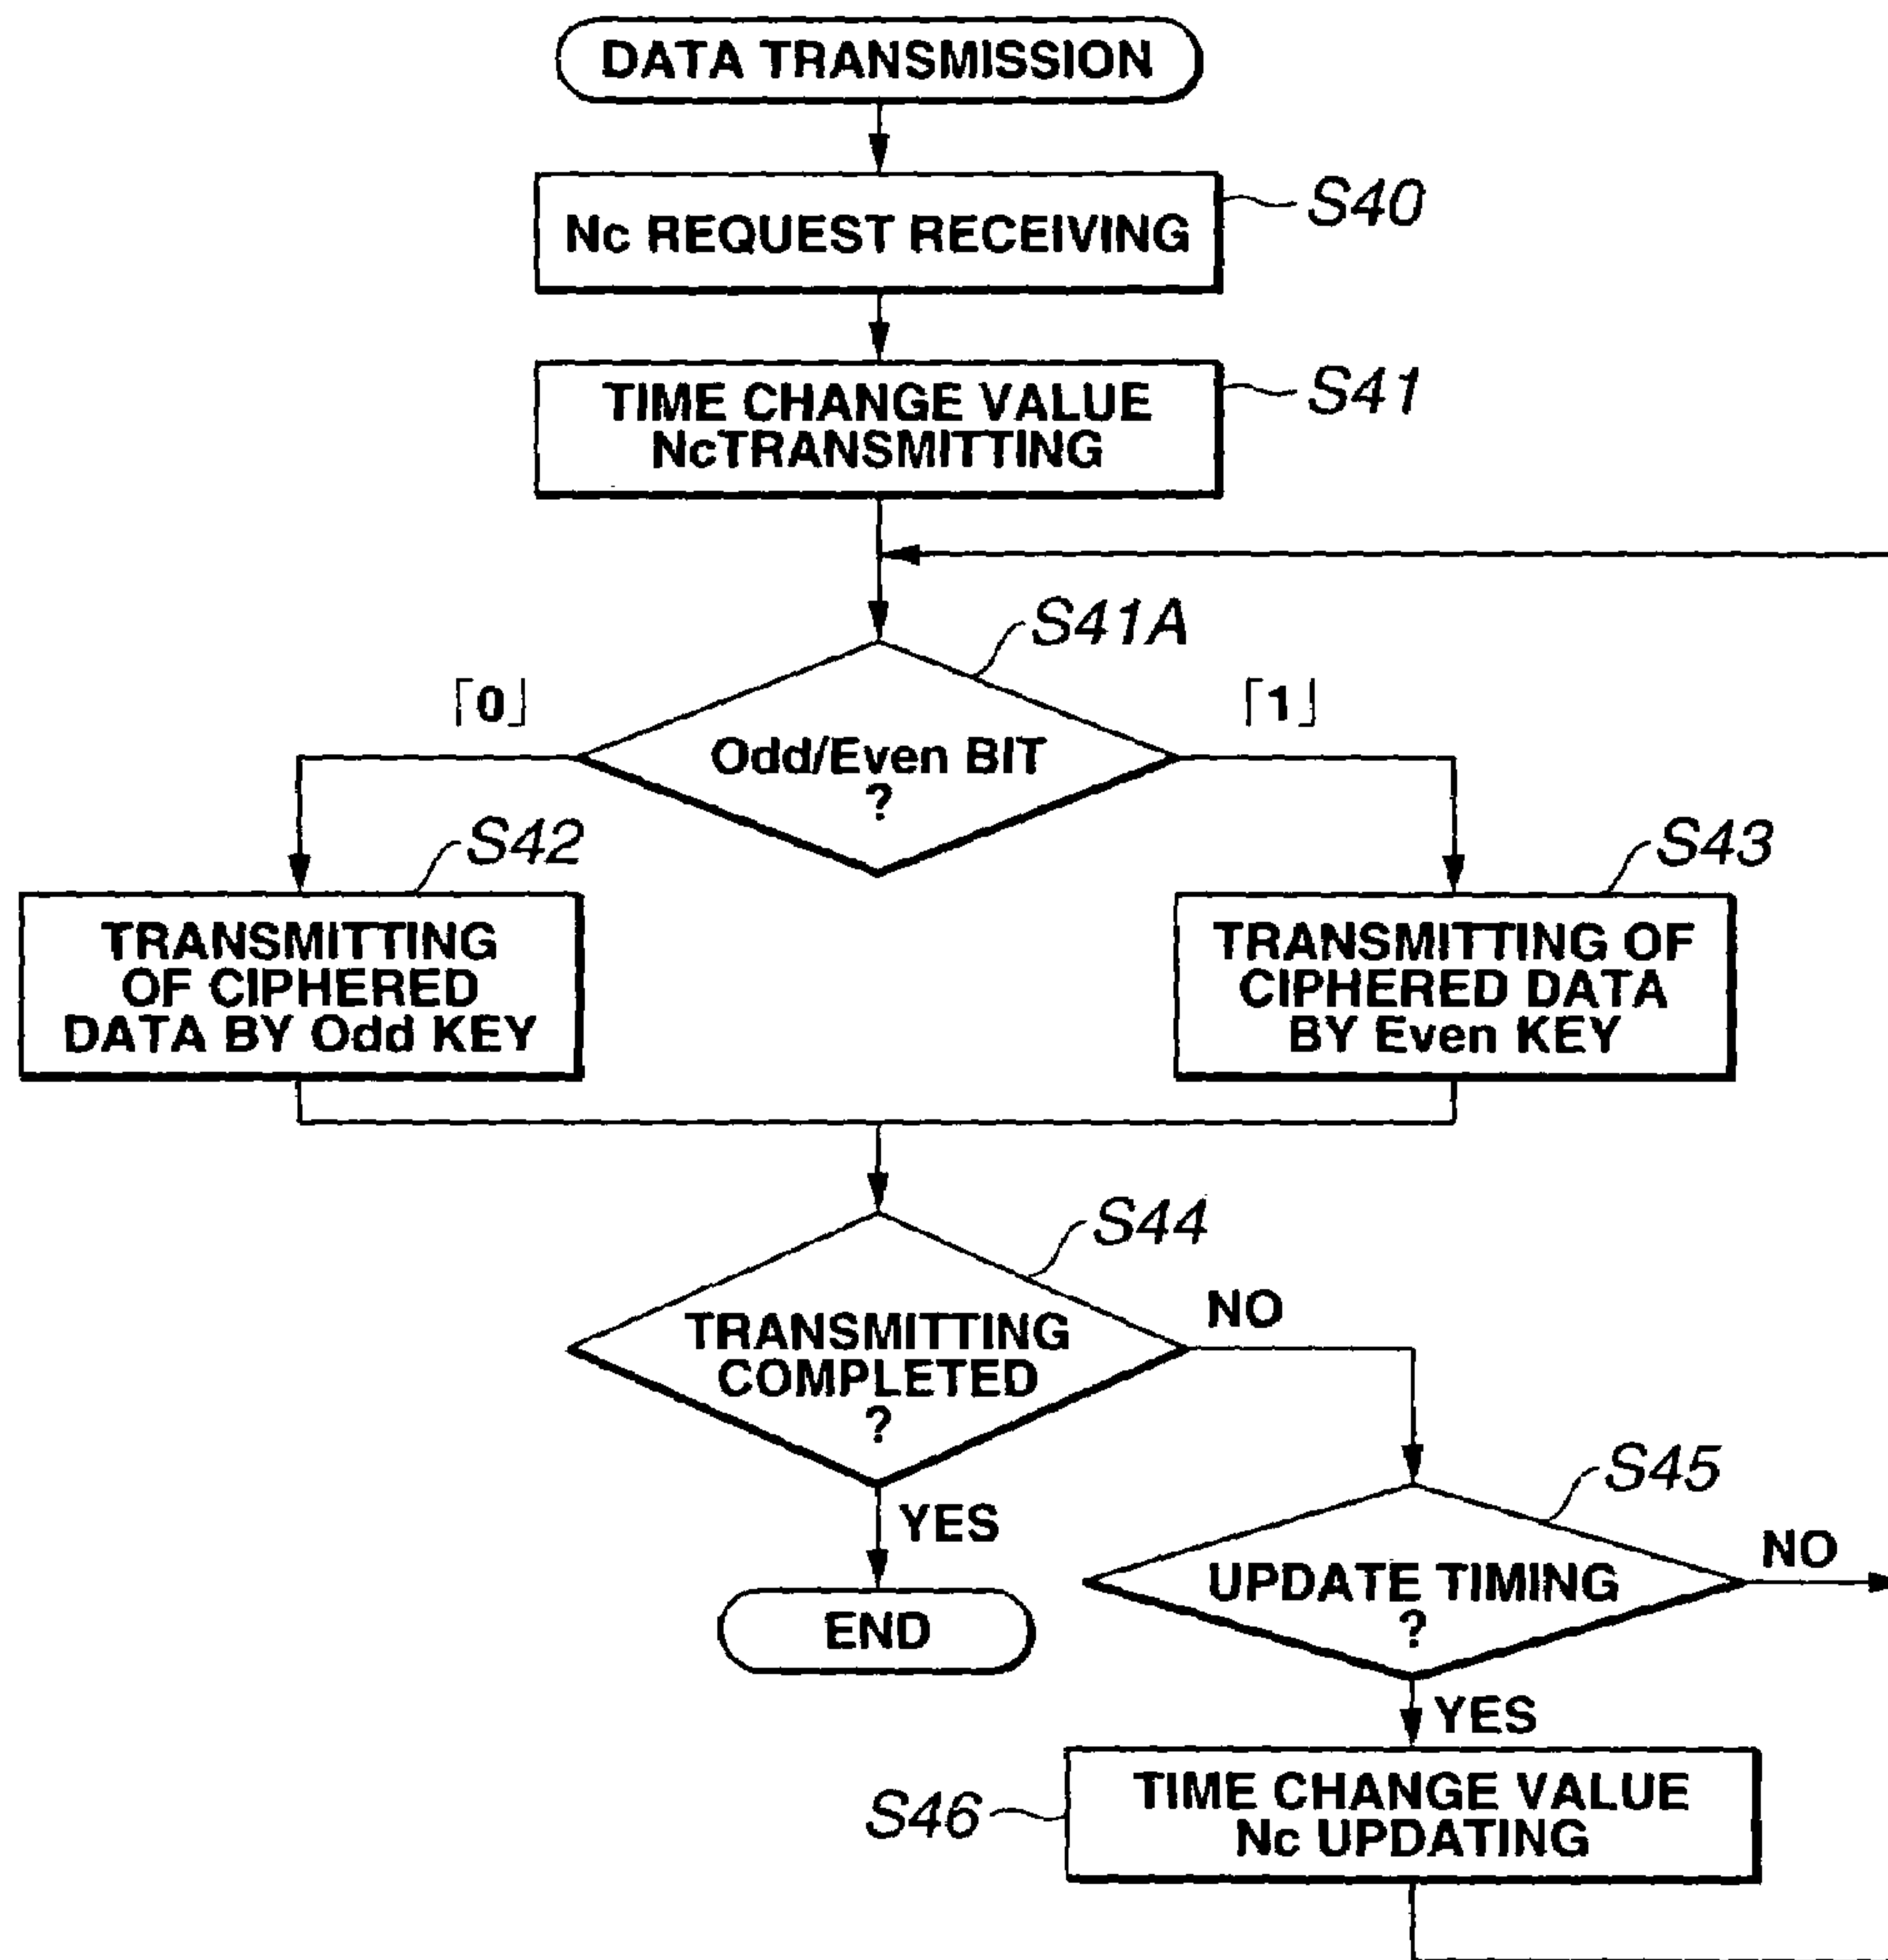 DATA TRANSMISSION
Nc REQUEST RECEIVING
S40
TIME CHANGE VALUE
NcTRANSMITTING
S41
S41A
「0」
「1」
Odd/Even BIT
?
S42
S43
TRANSMITTING
OF CIPHERED
DATA BY Odd KEY
TRANSMITTING OF
CIPHERED DATA
BY Even KEY
S44
NO
TRANSMITTING
COMPLETED
?
S45
YES
NO
UPDATE TIMING
?
END
YES
TIME CHANGE VALUE
Nc UPDATING
S46